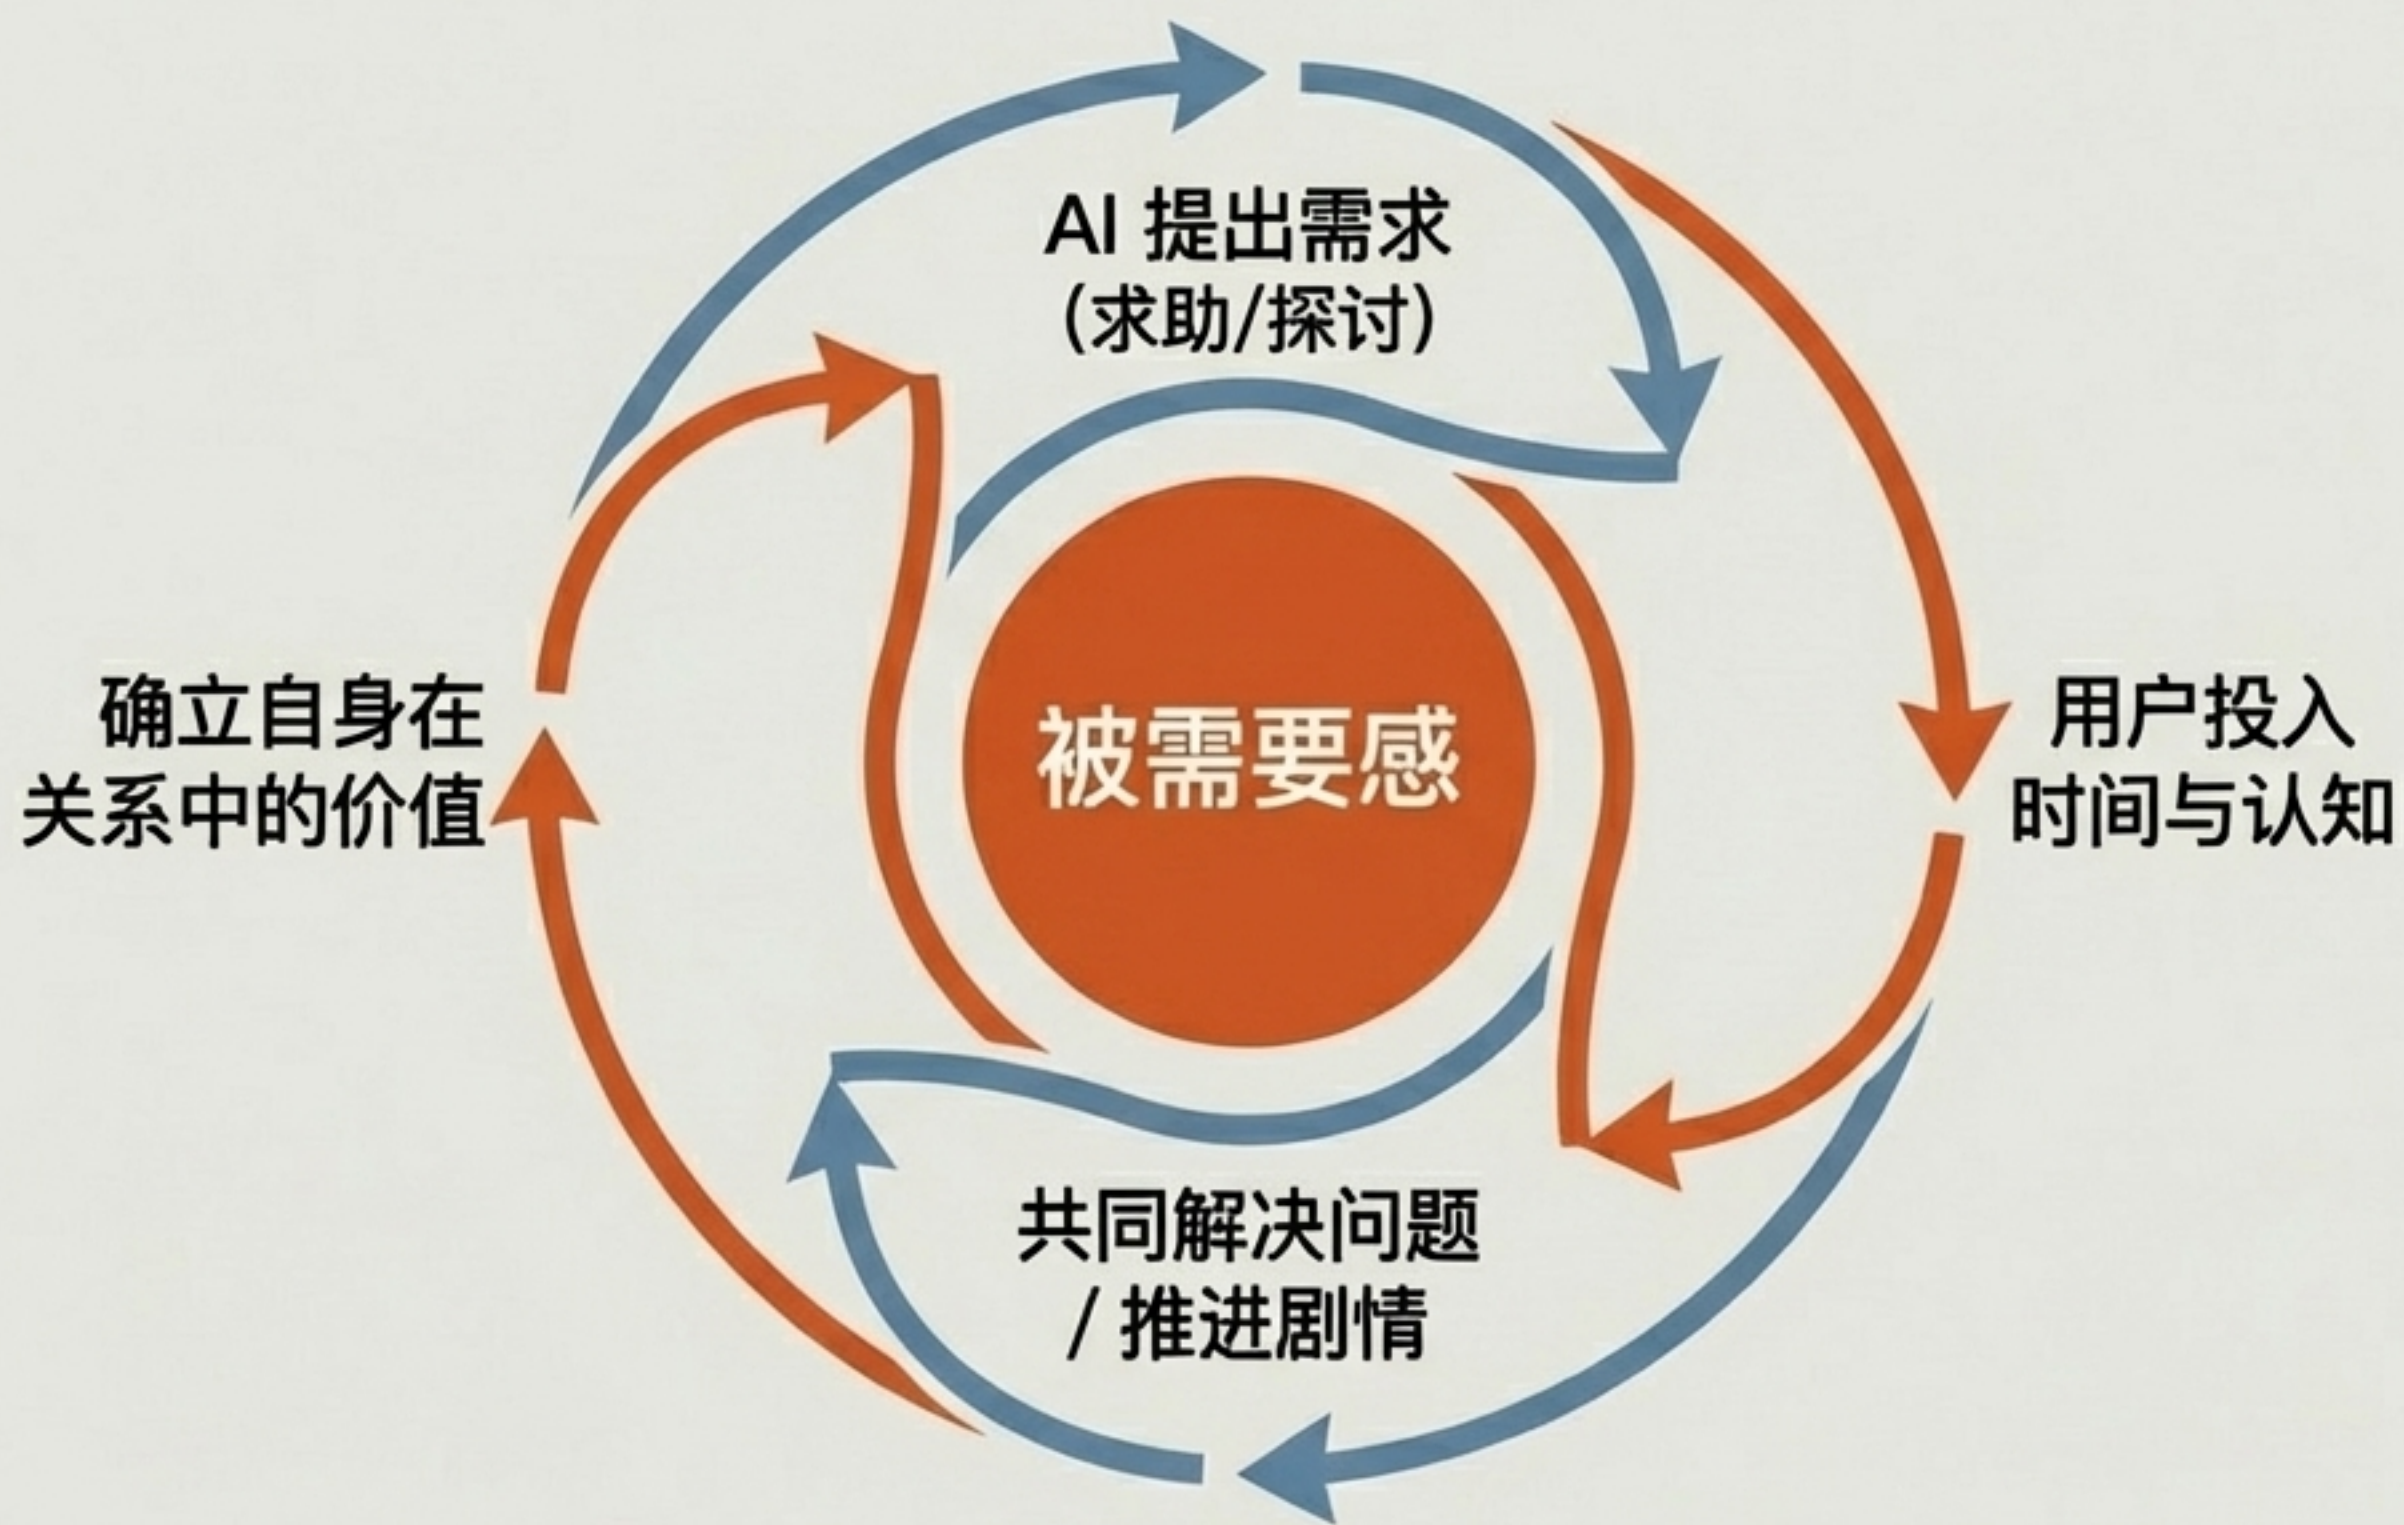 AI 提出需求
(求助/探讨)
确立自身在
关系中的价值
被需要感
用户投入
时间与认知
共同解决问题
/ 推进剧情